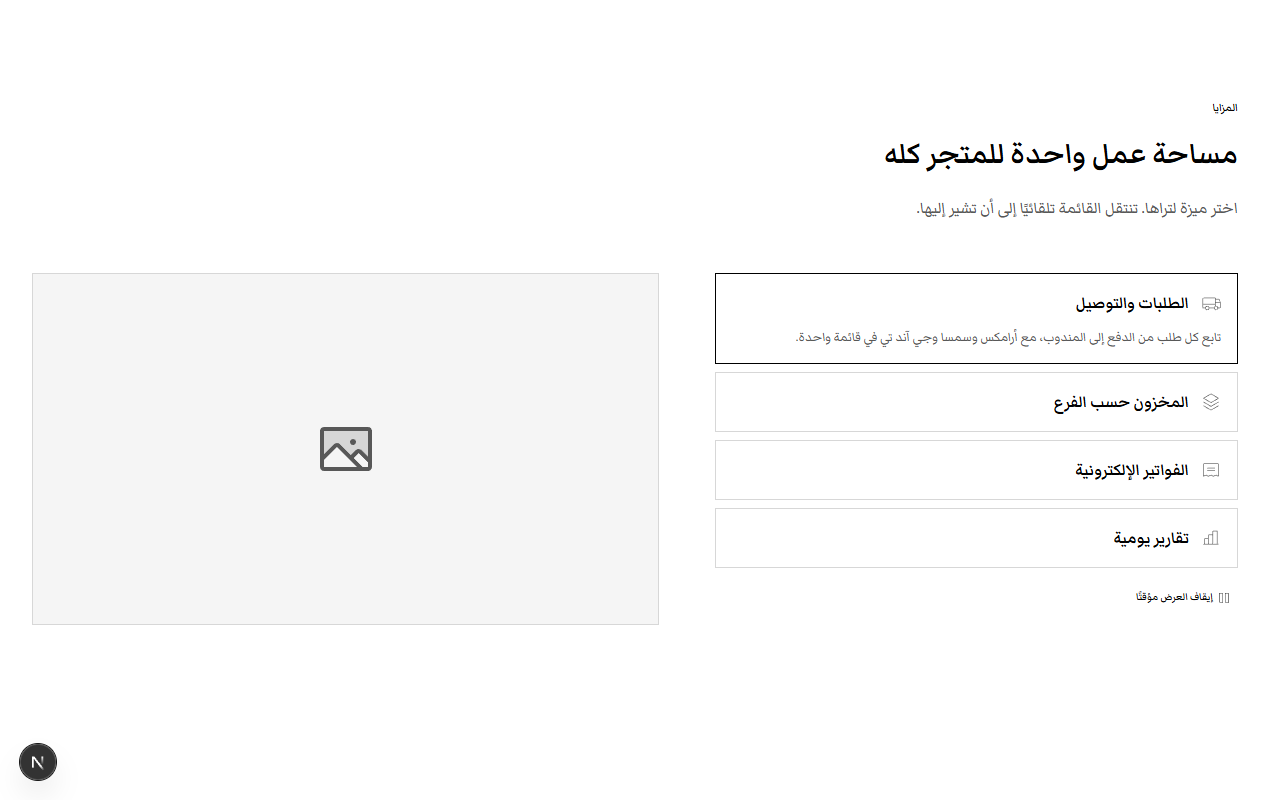 المزايا
مساحة عمل واحدة للمتجر كله
اختر ميزة لتراها. تنتقل القائمة تلقائيًا إلى أن تشير إليها.
الطلبات والتوصيل
تابع كل طلب من الدفع إلى المندوب، مع أرامكس وسمسا وجي آند تي في قائمة واحدة.
المخزون حسب الفرع
الفواتير الإلكترونية
تقارير يومية
إيقاف العرض مؤقتًا
N